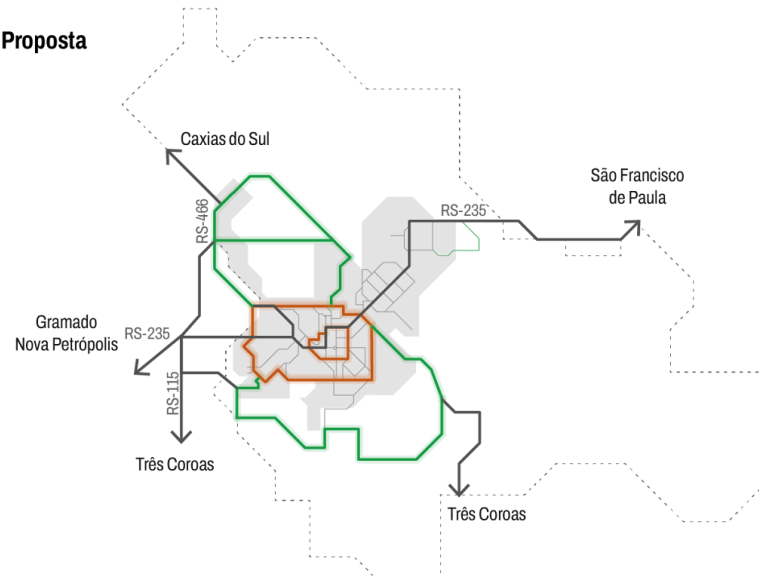 Proposta
Caxias do Sul
São Francisco
de Paula
RS-235
RS-466
Gramado
Nova Petrópolis
RS-235
RS-115
Três Coroas
Três Coroas